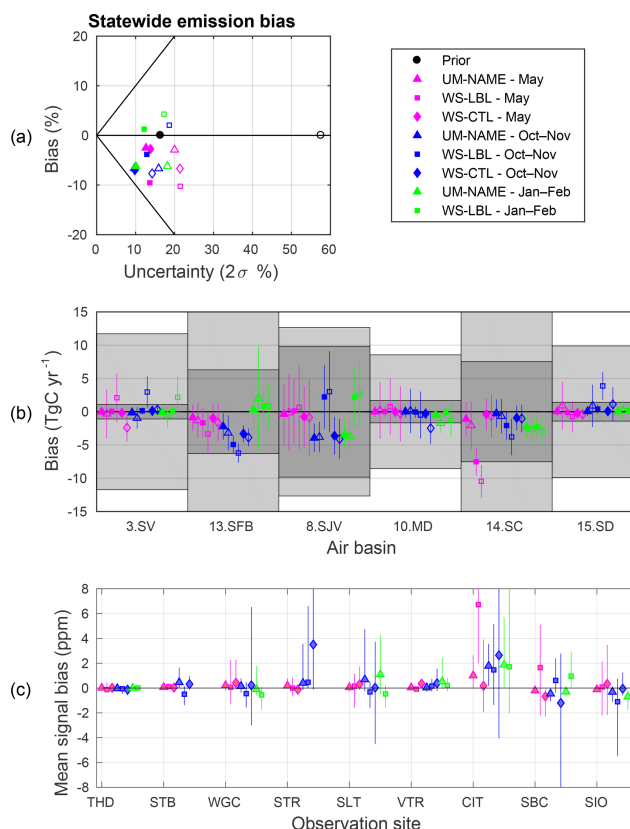 Statewide emission bias
(a)
Bias (%)
20
10
0
-10
-20
0 10 20 30 40 50 60
Uncertainty (2σ %)
Prior
UM-NAME - May
WS-LBL - May
WS-CTL - May
UM-NAME - Oct–Nov
WS-LBL - Oct–Nov
WS-CTL - Oct–Nov
UM-NAME - Jan–Feb
WS-LBL - Jan–Feb
(b)
Bias (TgC yr⁻¹)
15
10
5
0
-5
-10
-15
3.SV 13.SFB 8.SJV 10.MD 14.SC 15.SD
Air basin
(c)
Mean signal bias (ppm)
8
6
4
2
0
-2
-4
-6
-8
THD STB WGC STR SLT VTR CIT SBC SIO
Observation site